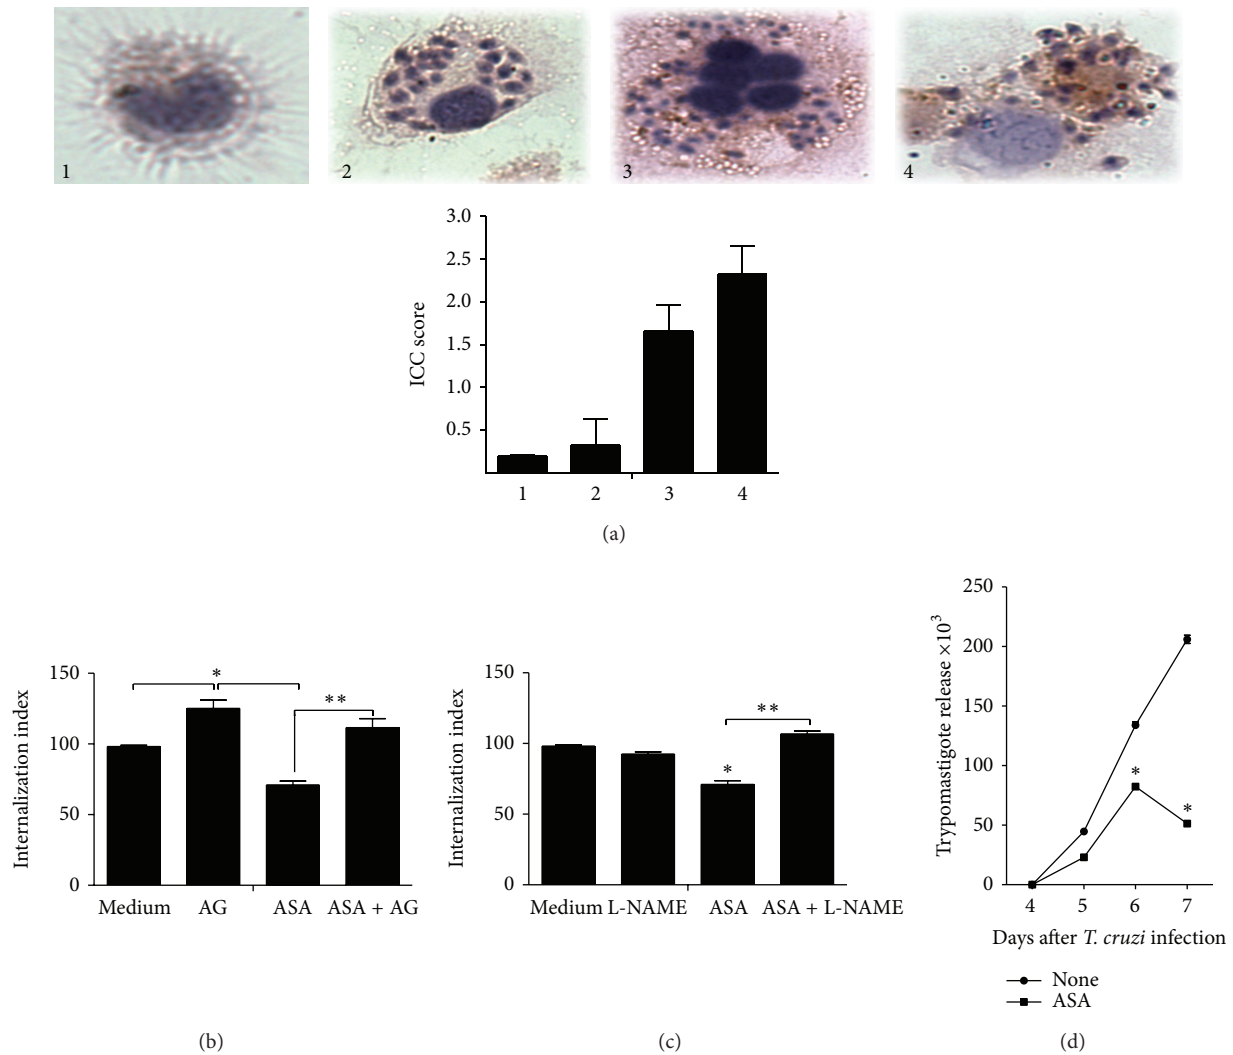 1
2
3
4
3.0
2.5
2.0
1.5
1.0
0.5
ICC score
1 2 3 4
(a)
150
100
50
0
Internalization index
*
**
Medium AG ASA ASA + AG
(b)
150
100
50
0
Internalization index
*
**
Medium L-NAME ASA ASA + L-NAME
(c)
250
200
150
100
50
0
Trypomastigote release ×10³
*
*
4 5 6 7
Days after T. cruzi infection
None
ASA
(d)